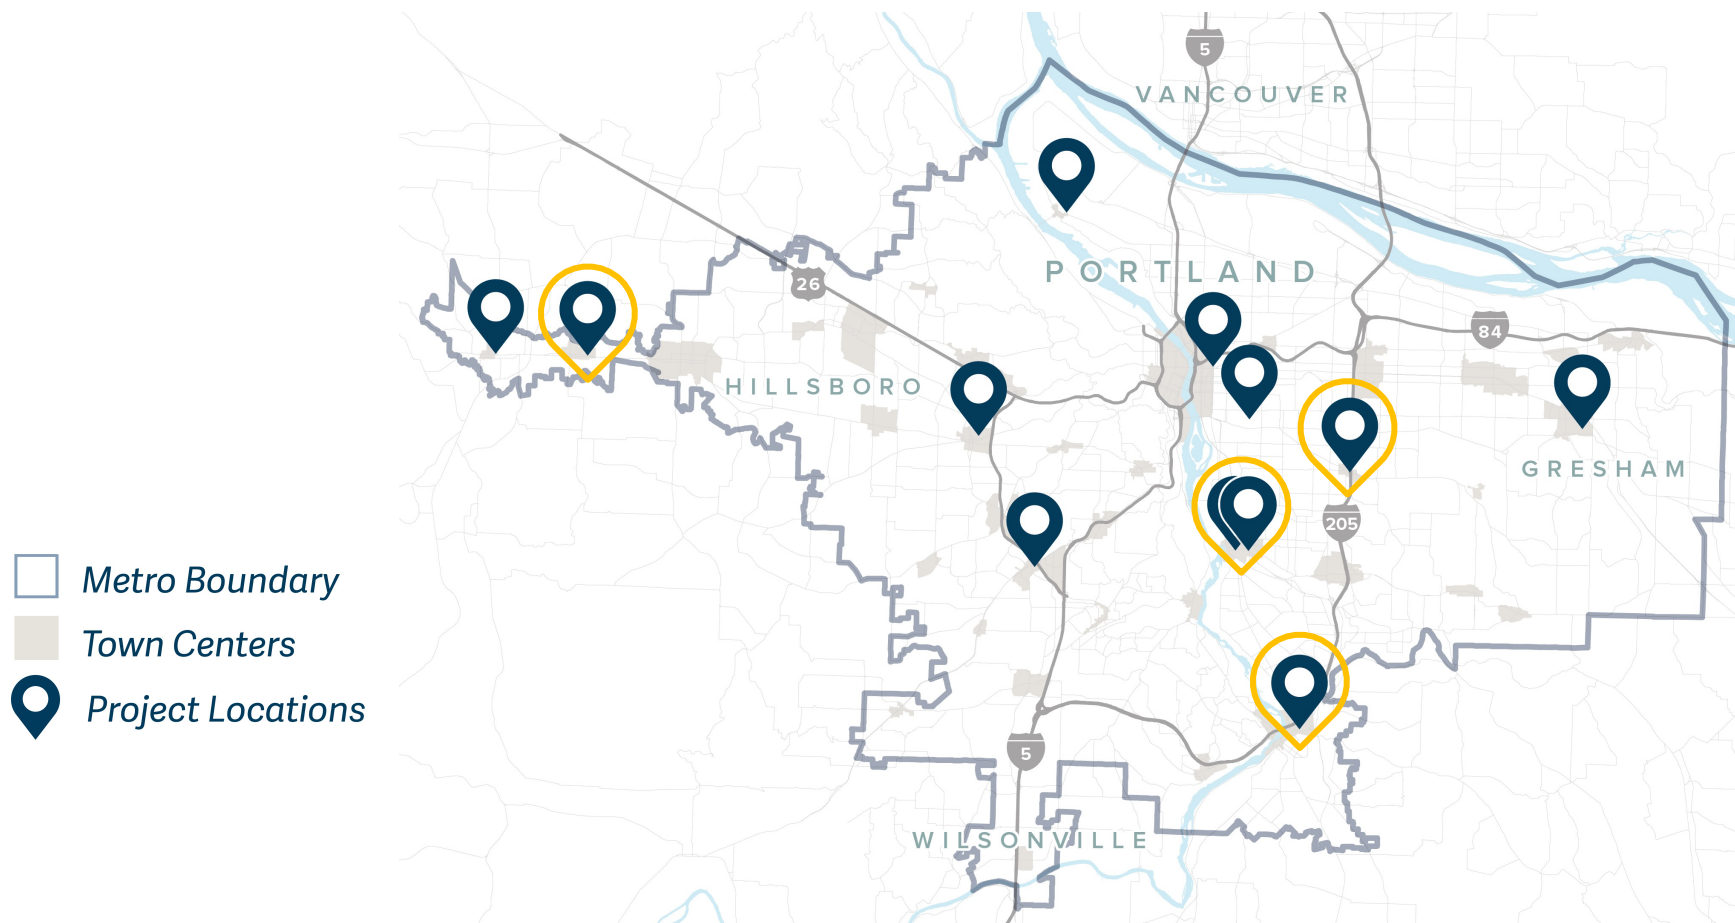 5
VANCOUVER
PORTLAND
26
84
HILLSBORO
GRESHAM
205
Metro Boundary
Town Centers
Project Locations
5
WILSONVILLE